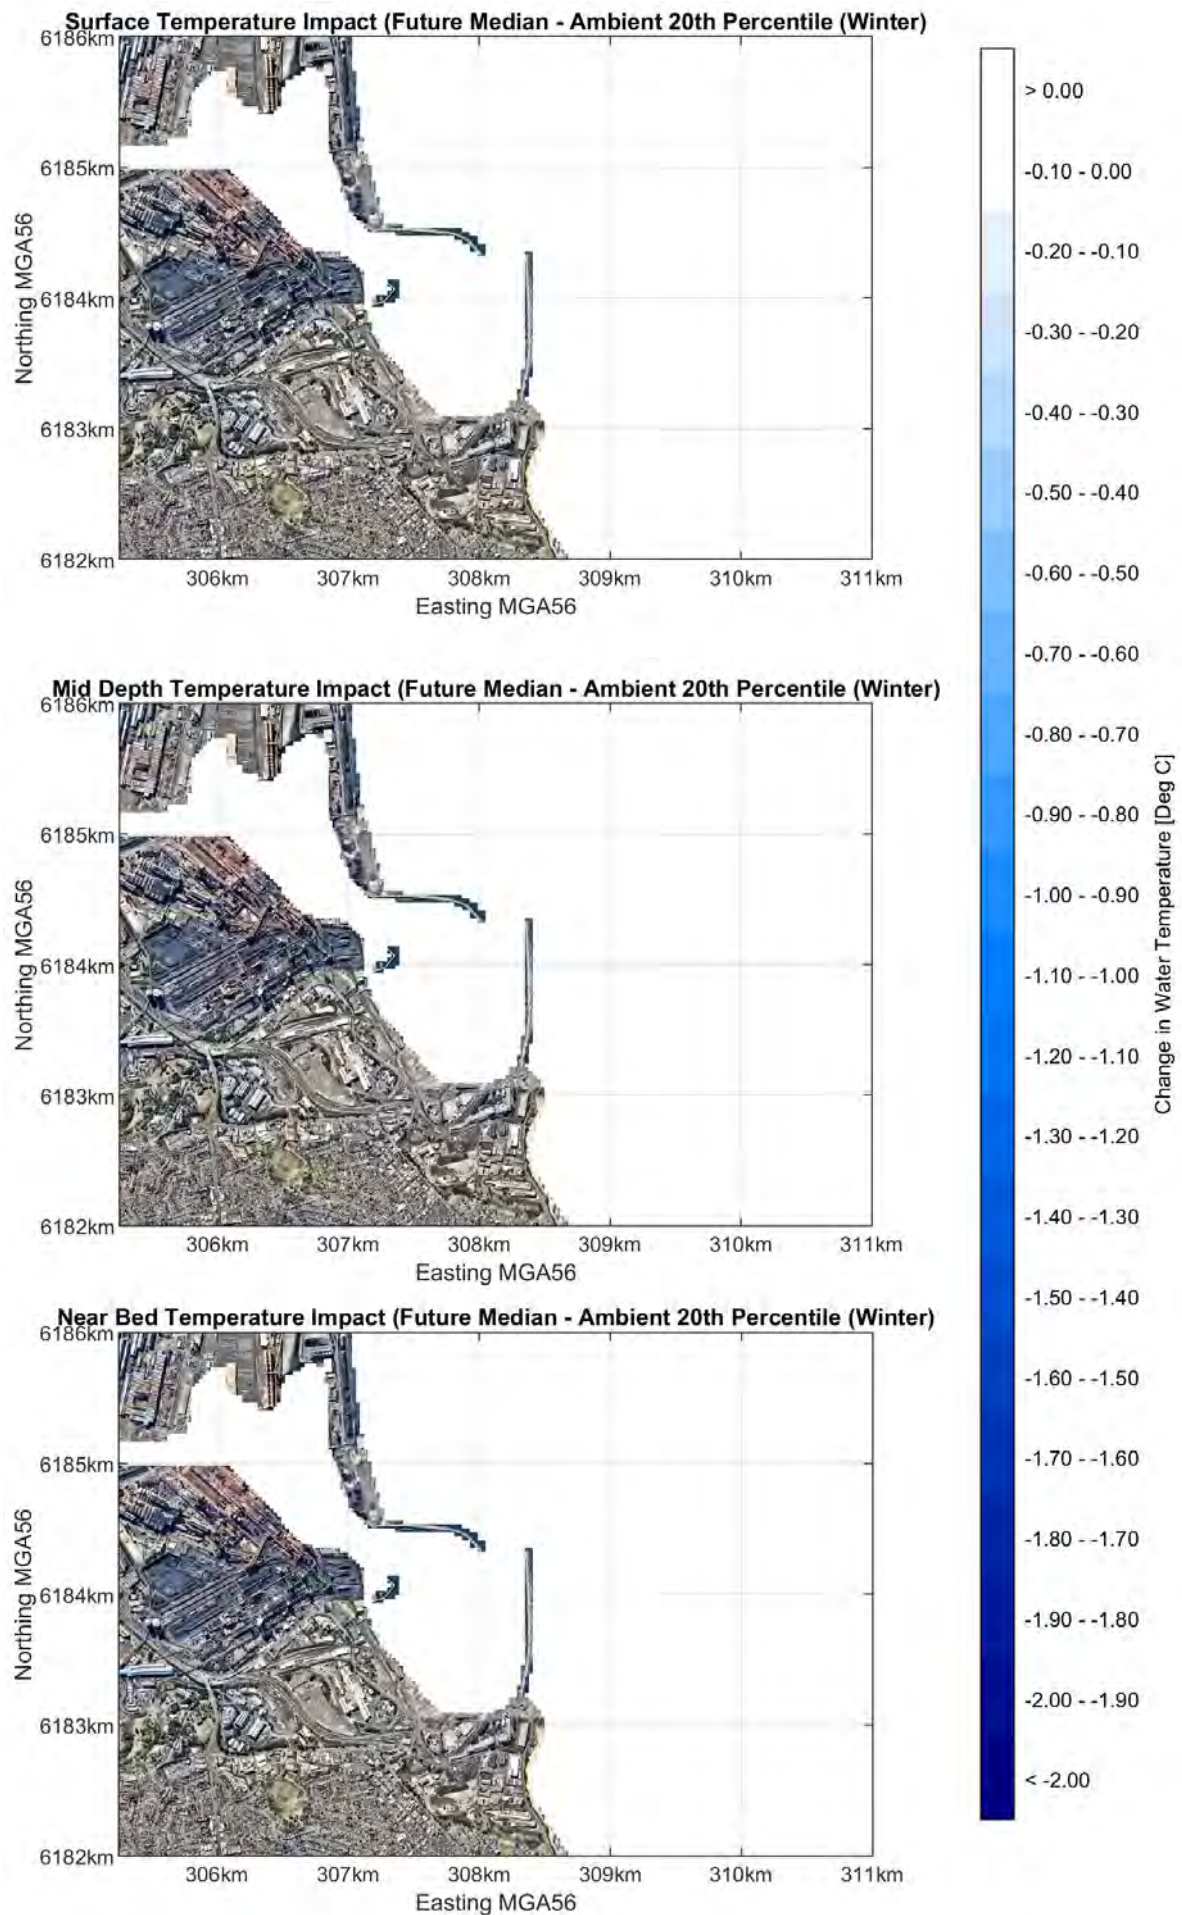 Surface Temperature Impact (Future Median - Ambient 20th Percentile (Winter)
6186km
6185km
6184km
6183km
6182km
Northing MGA56
306km 307km 308km 309km 310km 311km
Easting MGA56
Mid Depth Temperature Impact (Future Median - Ambient 20th Percentile (Winter)
6186km
6185km
6184km
6183km
6182km
Northing MGA56
306km 307km 308km 309km 310km 311km
Easting MGA56
Near Bed Temperature Impact (Future Median - Ambient 20th Percentile (Winter)
6186km
6185km
6184km
6183km
6182km
Northing MGA56
306km 307km 308km 309km 310km 311km
Easting MGA56
> 0.00
-0.10 - 0.00
-0.20 - -0.10
-0.30 - -0.20
-0.40 - -0.30
-0.50 - -0.40
-0.60 - -0.50
-0.70 - -0.60
-0.80 - -0.70
-0.90 - -0.80
-1.00 - -0.90
-1.10 - -1.00
-1.20 - -1.10
-1.30 - -1.20
-1.40 - -1.30
-1.50 - -1.40
-1.60 - -1.50
-1.70 - -1.60
-1.80 - -1.70
-1.90 - -1.80
-2.00 - -1.90
< -2.00
Change in Water Temperature [Deg C]